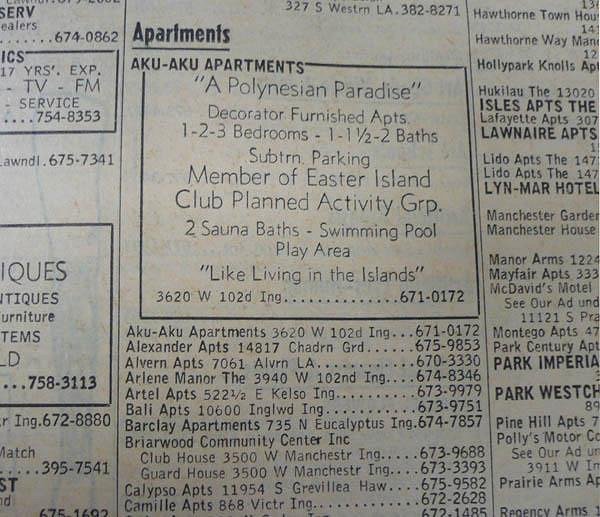 327 S Westrn LA.382-8271
SERV
ealers
.....674-0862
ICS
17 YRS'. EXP.
- TV - FM
- SERVICE
....754-8353
Lawndl.675-7341
IQUES
NTIQUES
urniture
TEMS
LD
...758-3113
r Ing.672-8880
Match
.....395-7541
ST
nd
675-1692
Apartments
AKU-AKU APARTMENTS
"A Polynesian Paradise"
Decorator Furnished Apts.
1-2-3 Bedrooms - 1-1½-2 Baths
Subtrn. Parking
Member of Easter Island
Club Planned Activity Grp.
2 Sauna Baths - Swimming Pool
Play Area
"Like Living in the Islands"
3620 W 102d Ing..............671-0172
Aku-Aku Apartments 3620 W 102d Ing...671-0172
Alexander Apts 14817 Chadrn Grd......675-9853
Alvern Apts 7061 Alvrn LA............670-3330
Arlene Manor The 3940 W 102nd Ing....674-8346
Artel Apts 522½ E Kelso Ing..........673-9979
Bali Apts 10600 Inglwd Ing...........673-9751
Barclay Apartments 735 N Eucalyptus Ing.674-7857
Briarwood Community Center Inc
Club House 3500 W Manchestr Ing.....673-9688
Guard House 3500 W Manchestr Ing....673-3393
Calypso Apts 11954 S Grevillea Haw....675-9582
Camille Apts 868 Victr Ing...........672-2628
672-1485
Hawthorne Town Hou
14
Hawthorne Way Man
12
Hollypark Knolls Apt
Hukilau The 13020
ISLES APTS THE
Lafayette Apts 307
LAWNAIRE APTS
Lido Apts The 147
Lido Apts The 147
LYN-MAR HOTEL
Manchester Garder
Manchester House
Manor Arms 1224
Mayfair Apts 333
McDavid's Motel
See Our Ad und
11121 S Pra
Montego Apts 47
Park Century Apt
PARK IMPERIA
PARK WESTCH
89
Pine Hill Apts 7
Polly's Motor Co
See Our Ad un
3911 W In
Prairie Arms Ap
Regency Arms 1